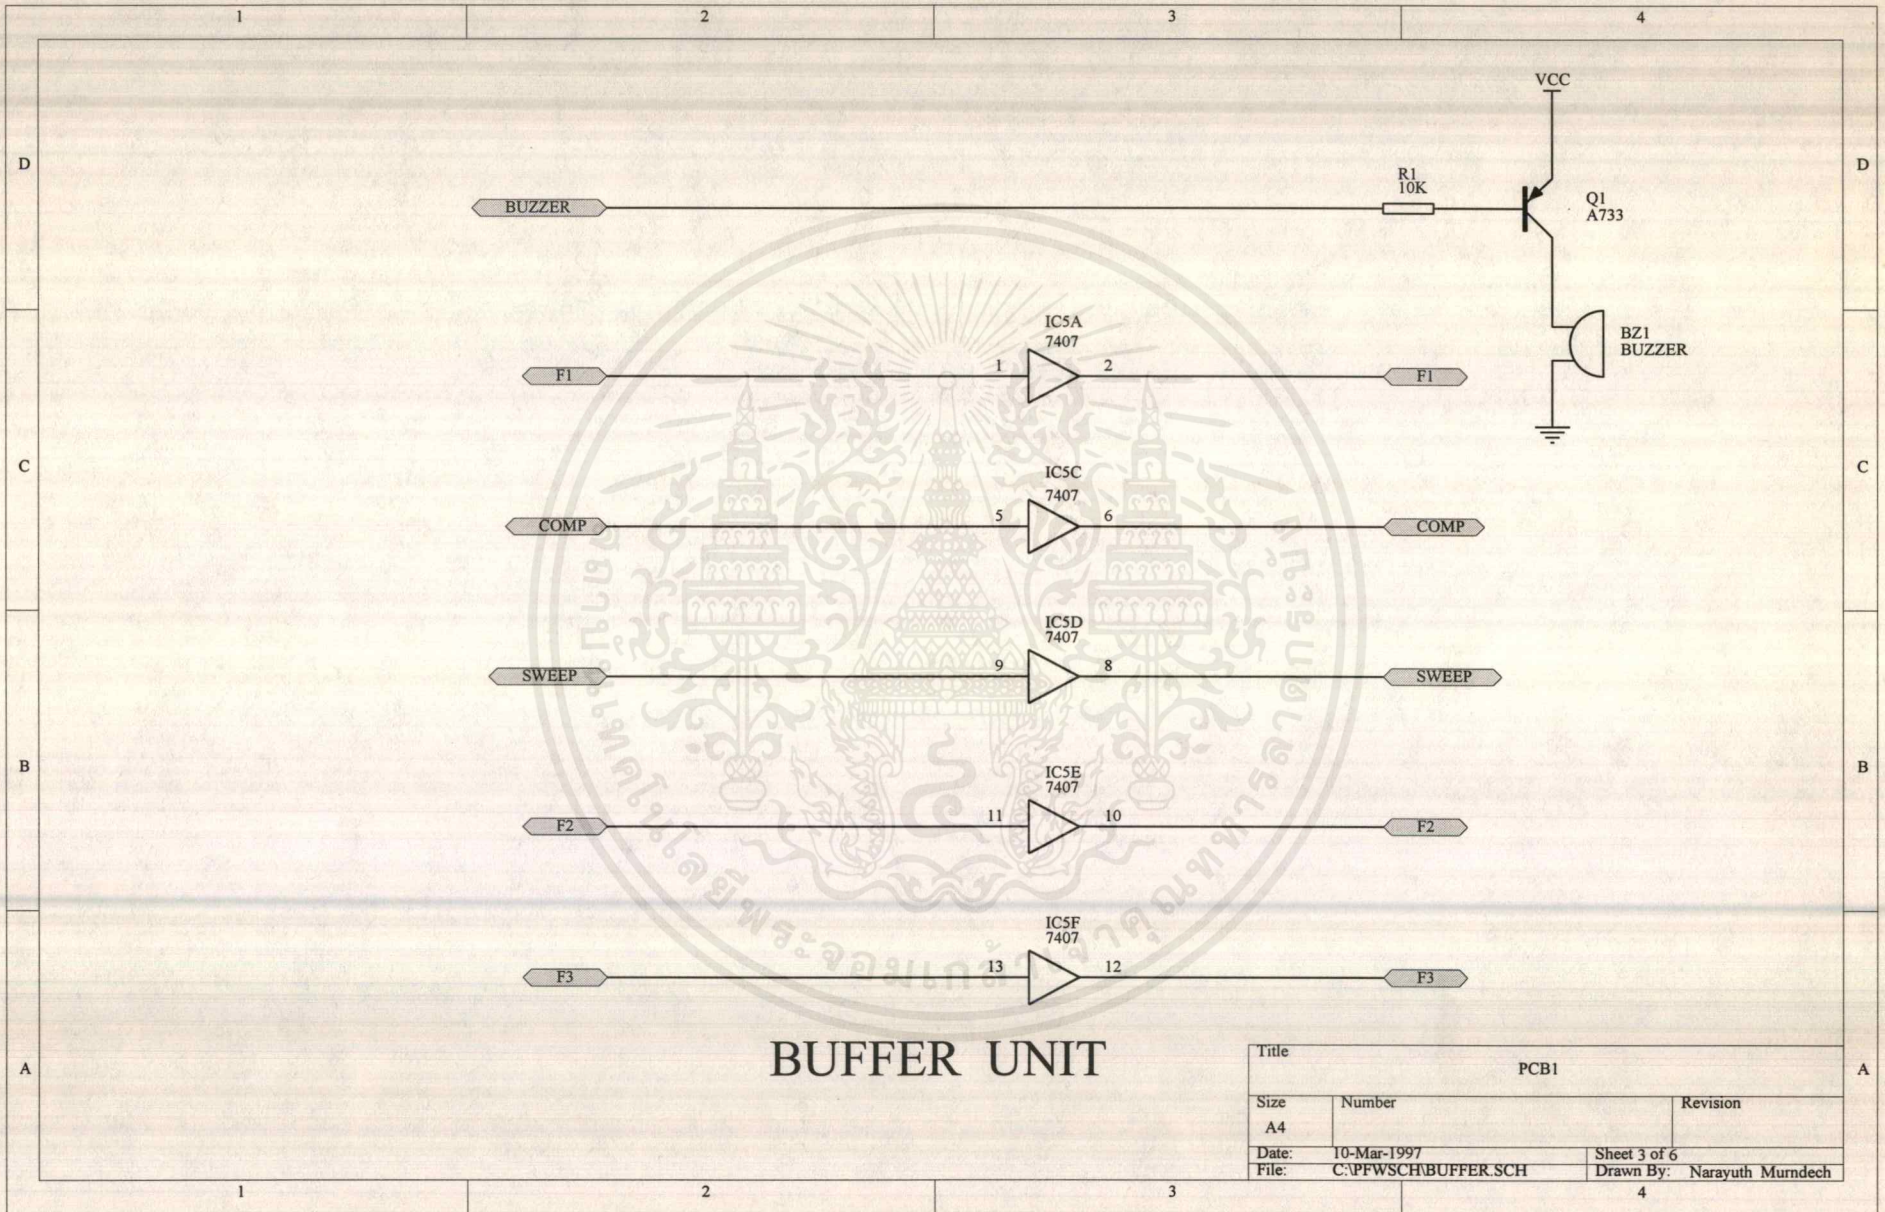 1 2 3 4
VCC
D D
R1
10K
BUZZER
Q1
A733
IC5A
7407
1 2
F1 F1
BZ1
BUZZER
C C
IC5C
7407
5 6
COMP COMP
IC5D
7407
9 8
SWEEP SWEEP
B B
IC5E
7407
11 10
F2 F2
IC5F
7407
13 12
F3 F3
BUFFER UNIT
A A
Title
PCB1
Size Number Revision
A4
Date: 10-Mar-1997 Sheet 3 of 6
File: C:\PFWSCH\BUFFER.SCH Drawn By: Narayuth Murndech
1 2 3 4